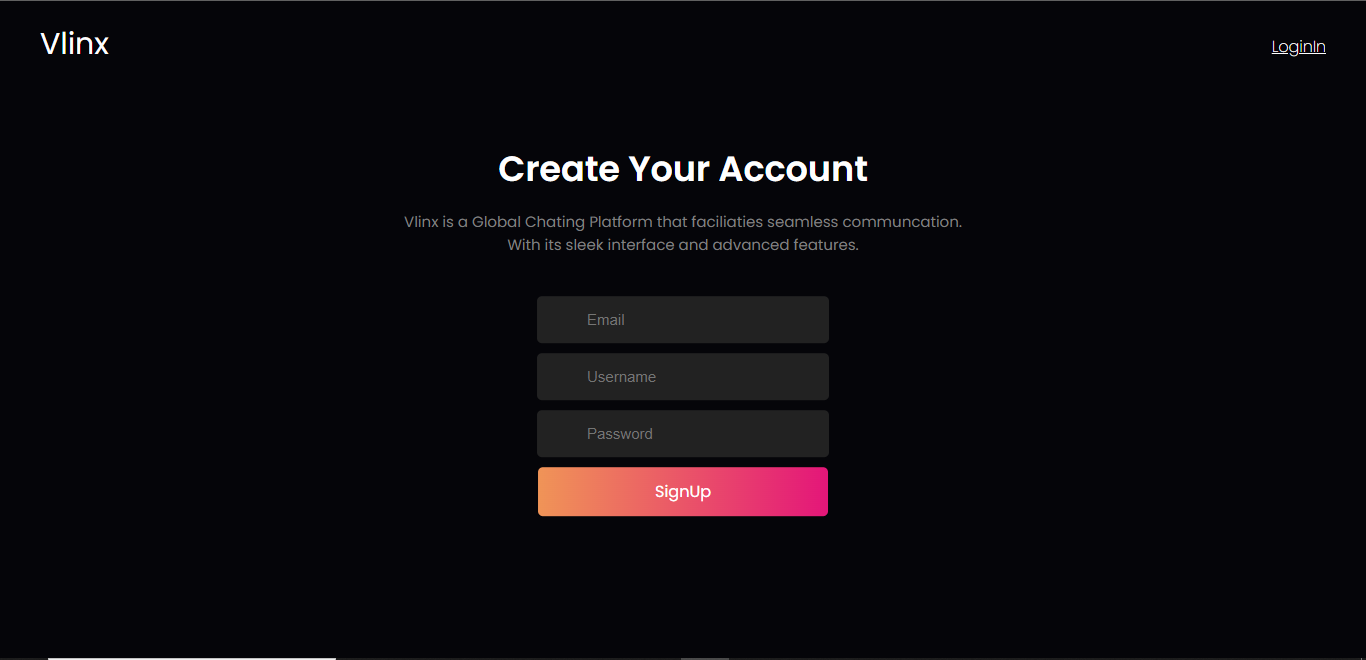 Vlinx
LoginIn
Create Your Account
Vlinx is a Global Chating Platform that faciliaties seamless communcation.
With its sleek interface and advanced features.
Email
Username
Password
SignUp